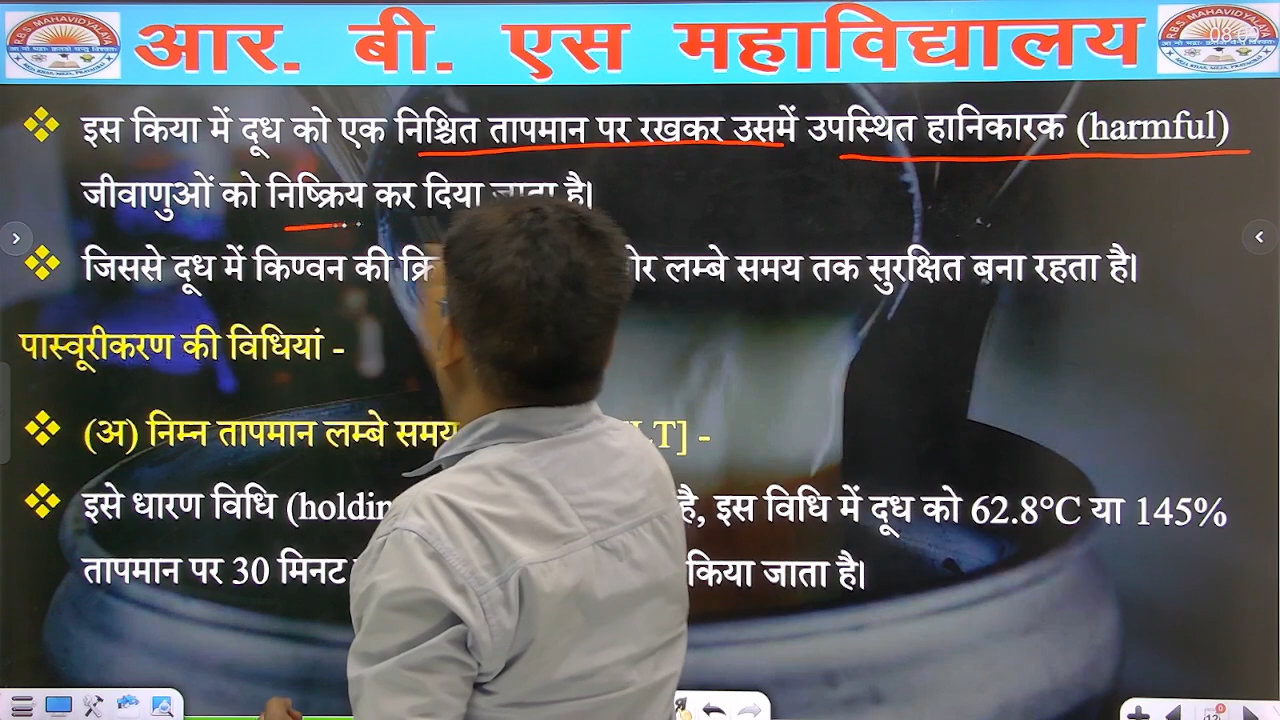 आर. बी. एस महाविद्यालय
इस किया में दूध को एक निश्चित तापमान पर रखकर उसमें उपस्थित हानिकारक (harmful)
जीवाणुओं को निष्क्रिय कर दिया जाता है।
जिससे दूध में किण्वन की लम्बे समय तक सुरक्षित बना रहता है।
पास्चूरीकरण की विधियां -
(अ) निम्न तापमान लम्बे समय LT] -
इसे धारण विधि (holdin है, इस विधि में दूध को 62.8°C या 145%
तापमान पर 30 मिनट किया जाता है।